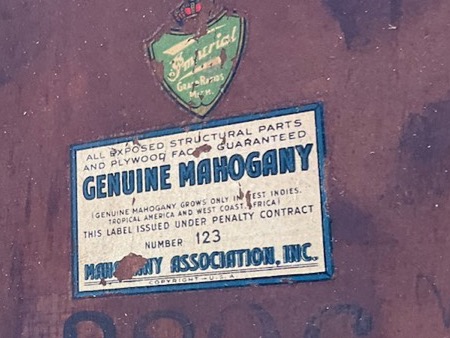 Imperial
GRAND RAPIDS
MICH.
ALL EXPOSED STRUCTURAL PARTS
AND PLYWOOD FACES GUARANTEED
GENUINE MAHOGANY
(GENUINE MAHOGANY GROWS ONLY IN WEST INDIES,
TROPICAL AMERICA AND WEST COAST AFRICA)
THIS LABEL ISSUED UNDER PENALTY CONTRACT
NUMBER 123
MAHOGANY ASSOCIATION, INC.
COPYRIGHT - U.S.A.